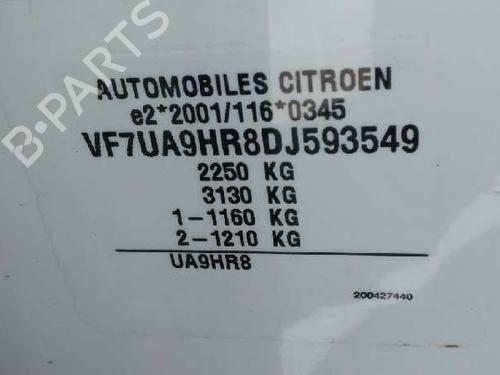 B-PARTS
AUTOMOBILES CITROEN
e2*2001/116*0345
VF7UA9HR8DJ593549
2250 KG
3130 KG
1-1160 KG
2-1210 KG
UA9HR8
200427440